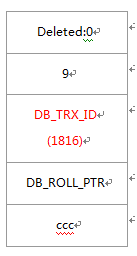 Deleted:0
9
DB_TRX_ID
(1816)
DB_ROLL_PTR
ccc